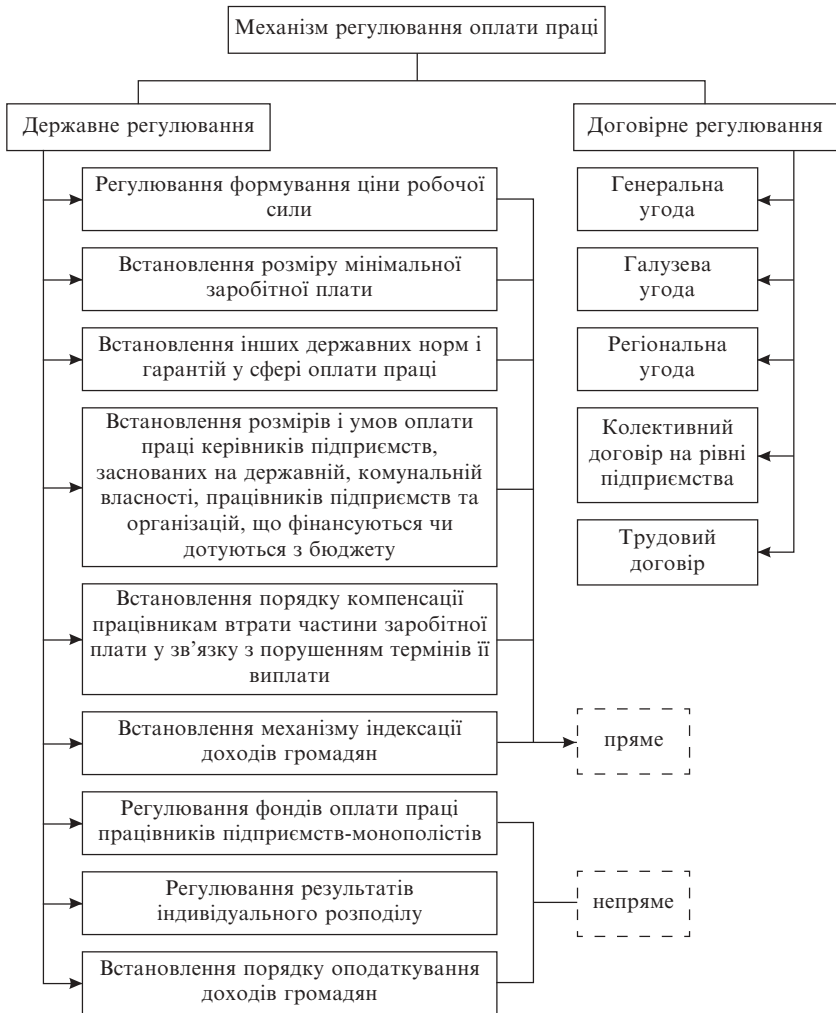 Механізм регулювання оплати праці
Державне регулювання
Договірне регулювання
Регулювання формування ціни робочої
сили
Встановлення розміру мінімальної
заробітної плати
Встановлення інших державних норм і
гарантій у сфері оплати праці
Встановлення розмірів і умов оплати
праці керівників підприємств,
заснованих на державній, комунальній
власності, працівників підприємств та
організацій, що фінансуються чи
дотуються з бюджету
Встановлення порядку компенсації
працівникам втрати частини заробітної
плати у зв’язку з порушенням термінів її
виплати
Встановлення механізму індексації
доходів громадян
Регулювання фондів оплати праці
працівників підприємств-монополістів
Регулювання результатів
індивідуального розподілу
Встановлення порядку оподаткування
доходів громадян
Генеральна
угода
Галузева
угода
Регіональна
угода
Колективний
договір на рівні
підприємства
Трудовий
договір
пряме
непряме